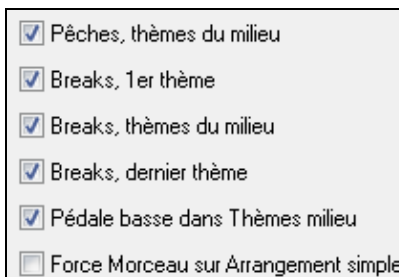 Pêches, thèmes du milieu
Breaks, 1er thème
Breaks, thèmes du milieu
Breaks, dernier thème
Pédale basse dans Thèmes milieu
Force Morceau sur Arrangement simple